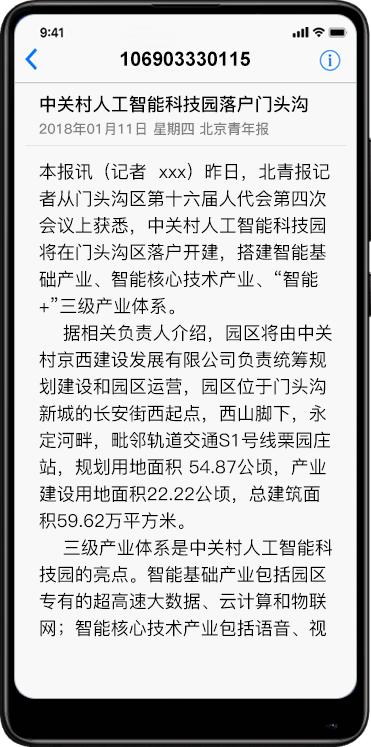 9:41
106903330115
中关村人工智能科技园落户门头沟
2018年01月11日 星期四 北京青年报
本报讯（记者 xxx）昨日，北青报记
者从门头沟区第十六届人代会第四次
会议上获悉，中关村人工智能科技园
将在门头沟区落户开建，搭建智能基
础产业、智能核心技术产业、“智能
+”三级产业体系。
据相关负责人介绍，园区将由中关
村京西建设发展有限公司负责统筹规
划建设和园区运营，园区位于门头沟
新城的长安街西起点，西山脚下，永
定河畔，毗邻轨道交通S1号线栗园庄
站，规划用地面积 54.87公顷，产业
建设用地面积22.22公顷，总建筑面
积59.62万平方米。
三级产业体系是中关村人工智能科
技园的亮点。智能基础产业包括园区
专有的超高速大数据、云计算和物联
网；智能核心技术产业包括语音、视